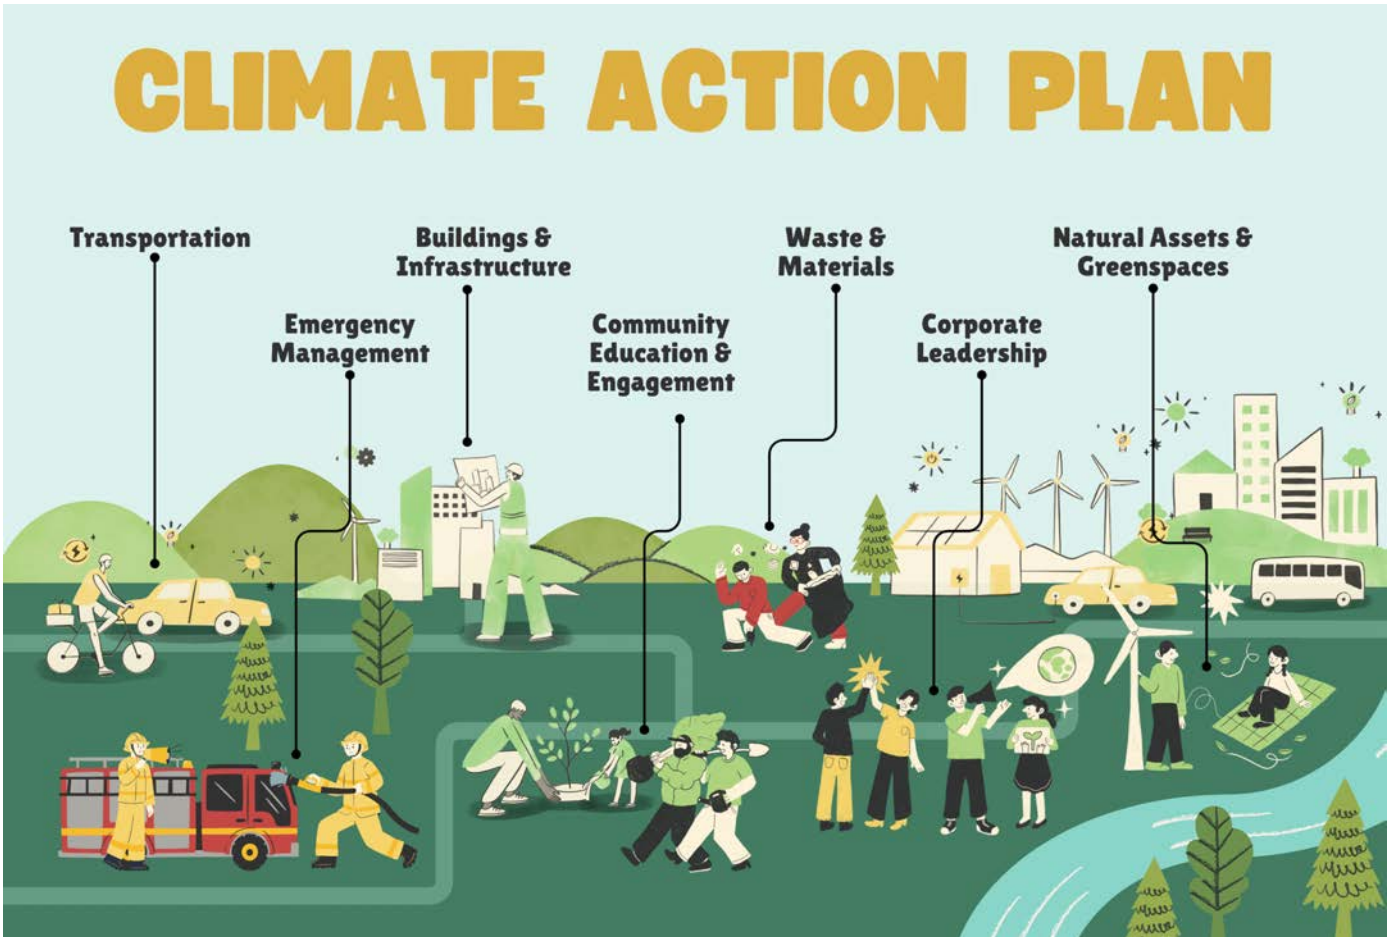 CLIMATE ACTION PLAN
Transportation
Buildings &
Infrastructure
Waste &
Materials
Natural Assets &
Greenspaces
Emergency
Management
Community
Education &
Engagement
Corporate
Leadership